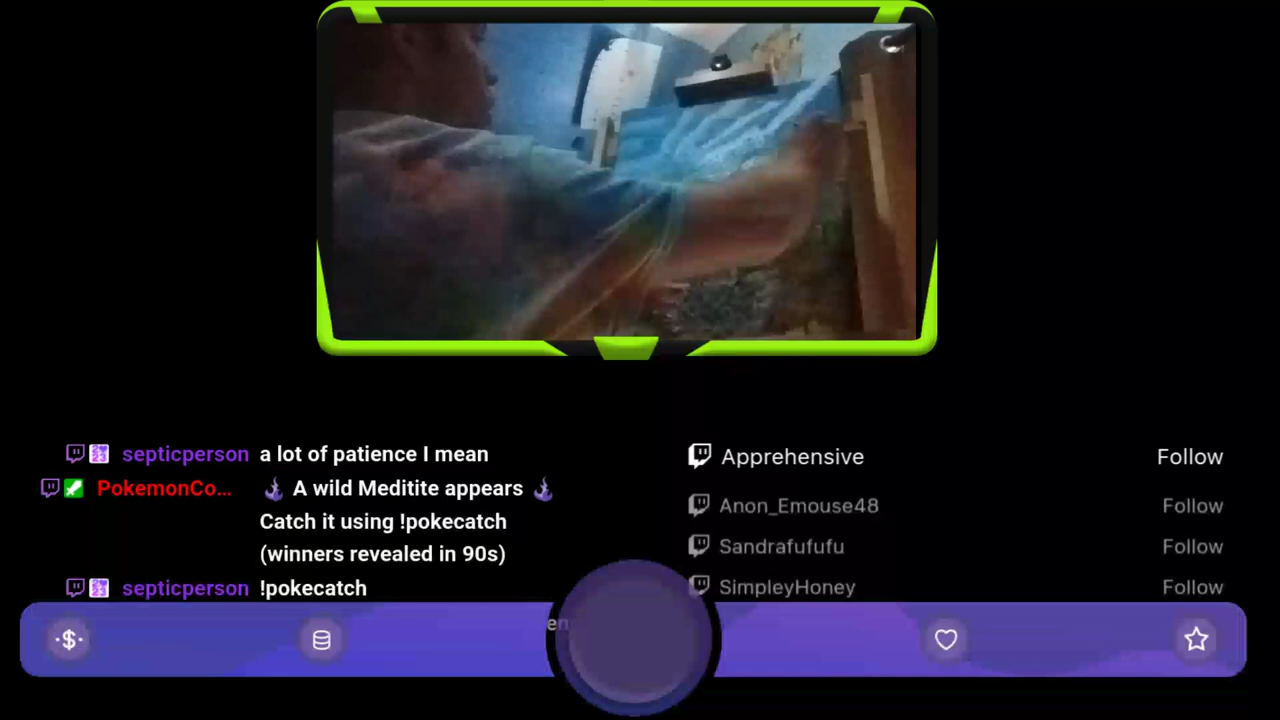 septicperson a lot of patience I mean
PokemonCo... A wild Meditite appears
Catch it using !pokecatch
(winners revealed in 90s)
septicperson !pokecatch
Apprehensive Follow
Anon_Emouse48 Follow
Sandrafufufu Follow
SimpleyHoney Follow
en